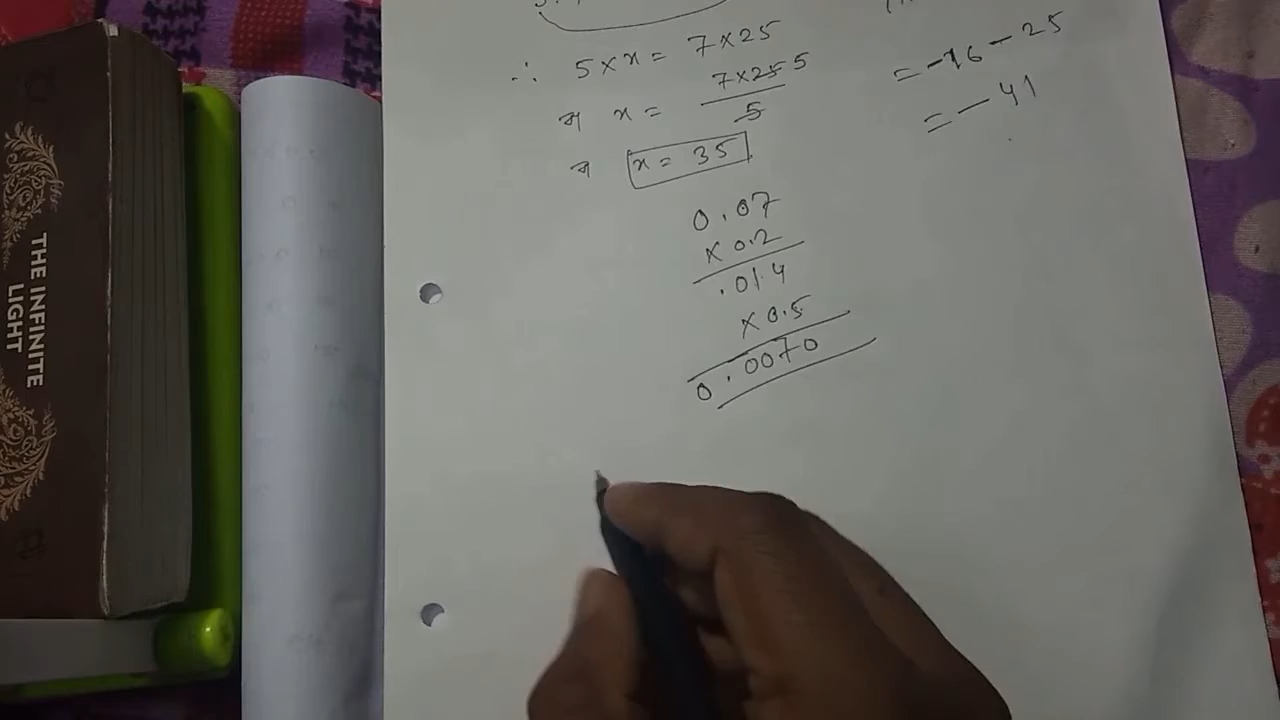 ∴ 5×x = 7×25
বা x = 7×25 5
5
বা x = 35
0.07
×0.2
.014
×0.5
0.0070
= -16-25
= -41
THE INFINITE
LIGHT